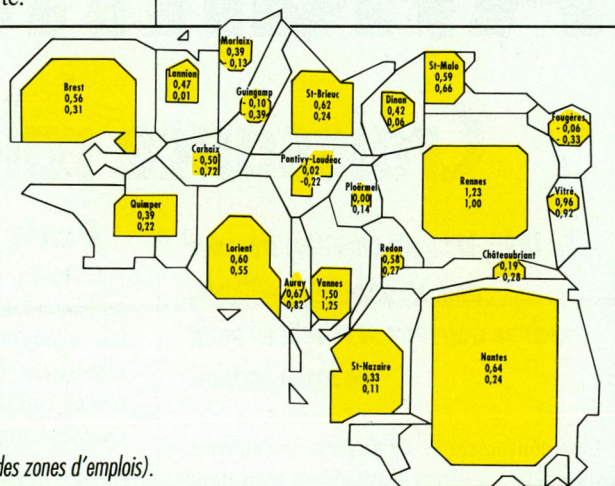 te.
Morlaix
0,39
- 0,13
Lannion
0,47
0,01
Brest
0,56
0,31
Guingamp
- 0,10
- 0,39
St-Brieuc
0,62
0,24
Dinan
0,42
0,06
St-Malo
0,59
0,66
Fougères
- 0,06
- 0,33
Carhaix
- 0,50
- 0,72
Pontivy-Loudéac
0,02
-0,22
Ploërmel
0,00
0,14
Rennes
1,23
1,00
Vitré
0,96
0,92
Quimper
0,39
0,22
Lorient
0,60
0,55
Auray
0,67
0,82
Vannes
1,50
1,25
Redon
0,58
0,27
Châteaubriant
0,19
- 0,28
St-Nazaire
0,33
0,11
Nantes
0,64
0,24
des zones d'emplois).